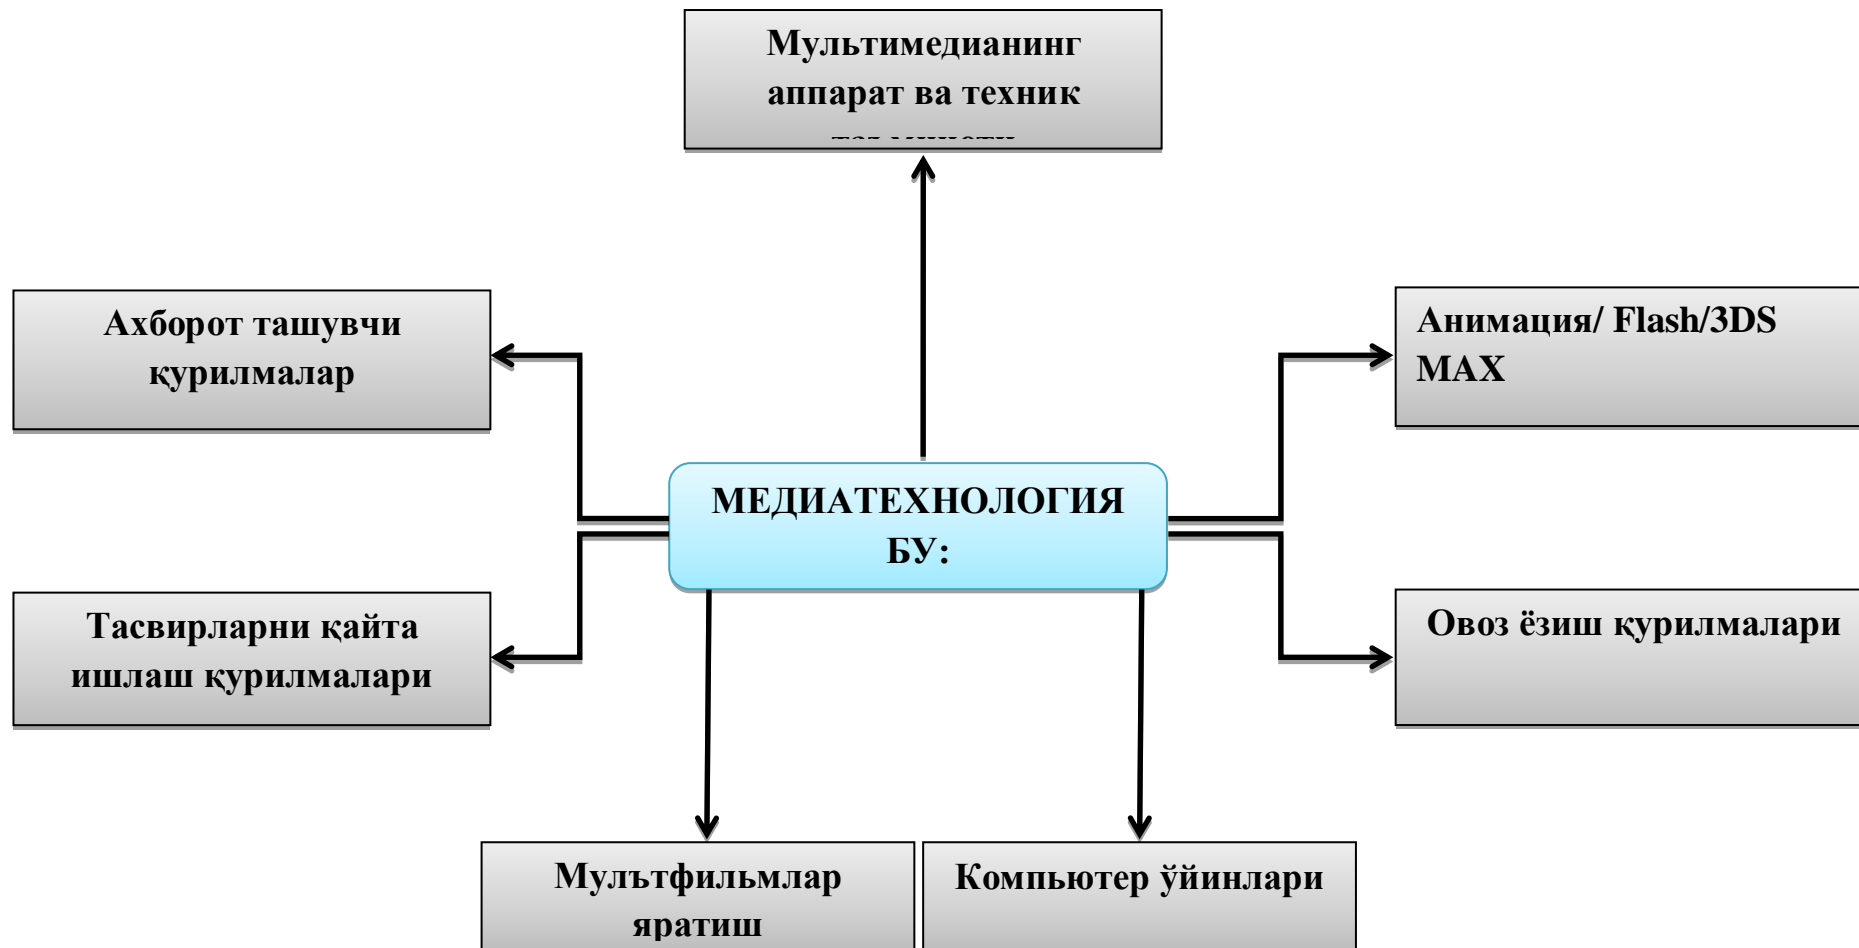 Мультимедианинг
аппарат ва техник
Ахборот ташувчи
қурилмалар
Анимация/ Flash/3DS
MAX
МЕДИАТЕХНОЛОГИЯ
БУ:
Тасвирларни қайта
ишлаш қурилмалари
Овоз ёзиш қурилмалари
Мулътфильмлар
яратиш
Компьютер ўйинлари